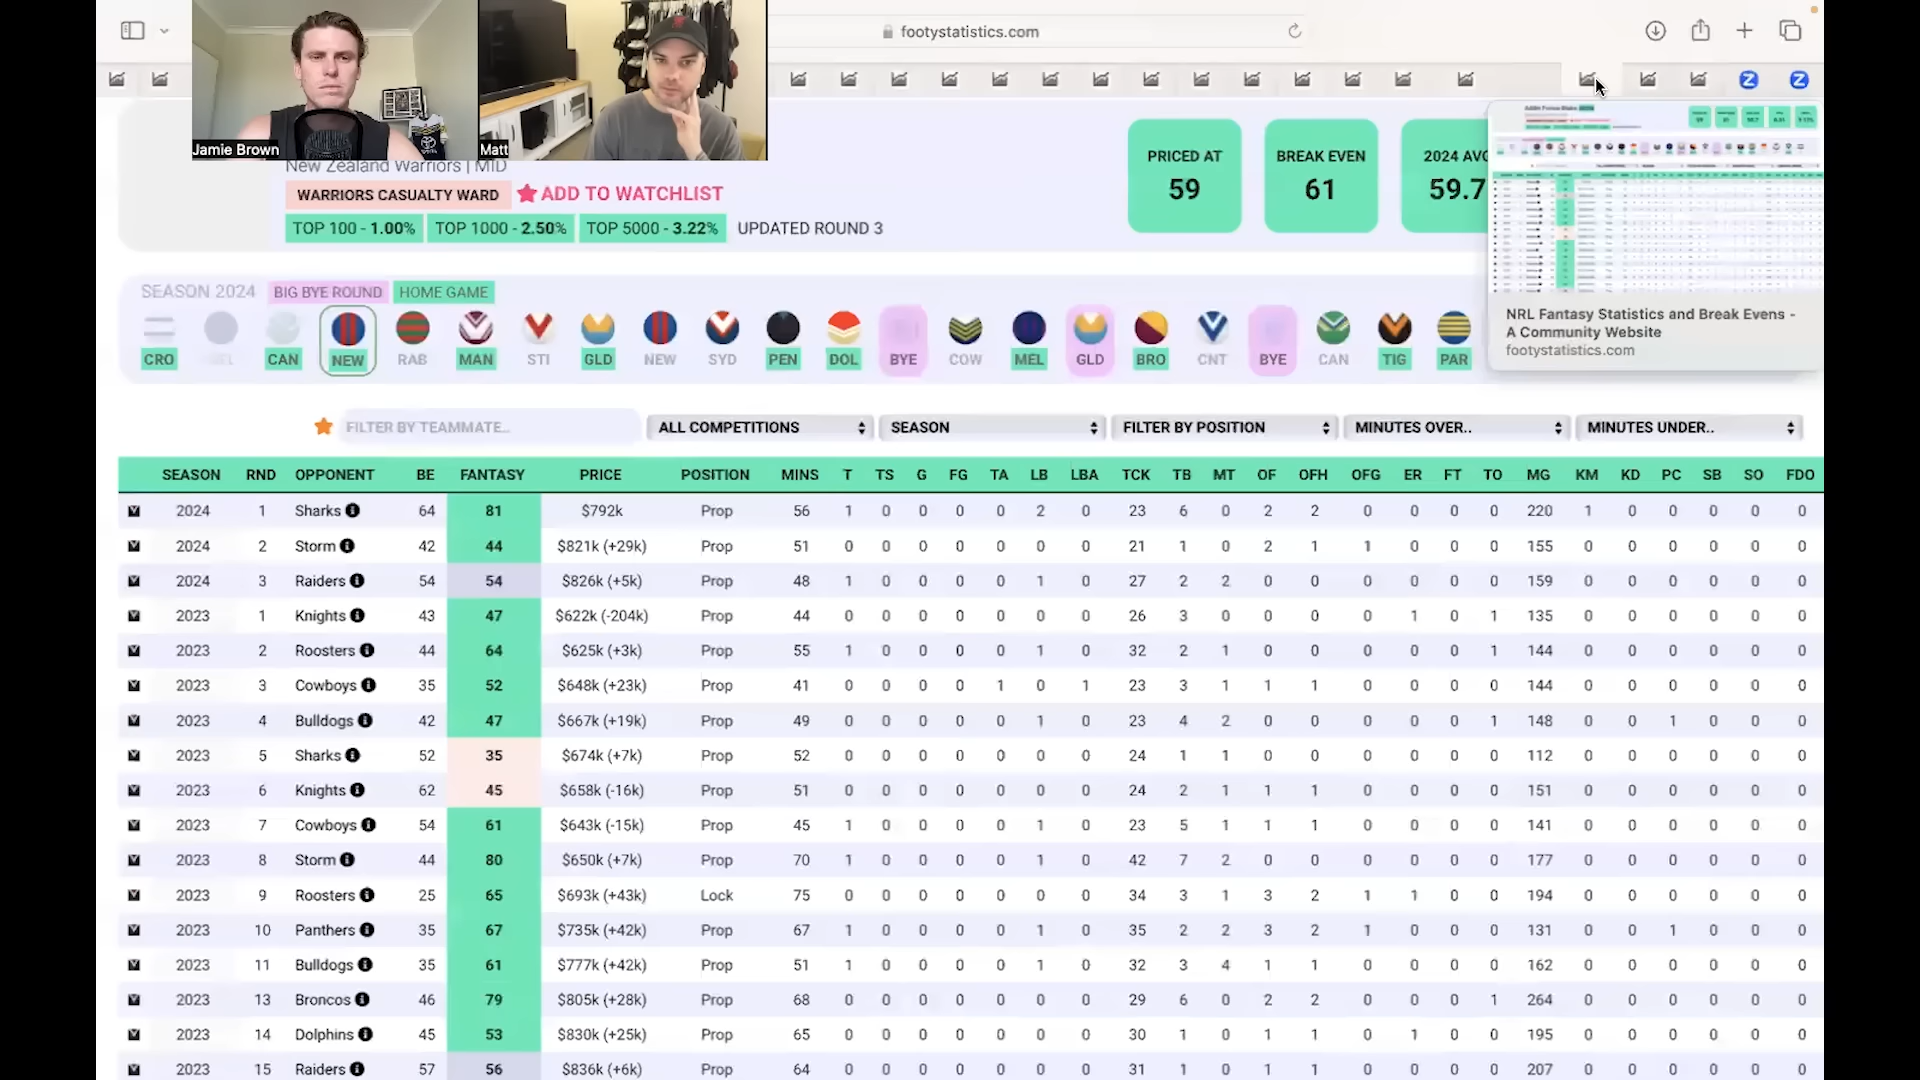 footystatistics.com
Jamie Brown
Matt
New Zealand Warriors | MID
WARRIORS CASUALTY WARD ADD TO WATCHLIST
TOP 100 - 1.00% TOP 1000 - 2.50% TOP 5000 - 3.22% UPDATED ROUND 3
PRICED AT BREAK EVEN 2024 AVG
59 61 59.7
NRL Fantasy Statistics and Break Evens -
A Community Website
footystatistics.com
SEASON 2024 BIG BYE ROUND HOME GAME
CRO CAN NEW RAB MAN STI GLD NEW SYD PEN DOL BYE COW MEL GLD BRO CNT BYE CAN TIG PAR
FILTER BY TEAMMATE.. ALL COMPETITIONS SEASON FILTER BY POSITION MINUTES OVER.. MINUTES UNDER..
SEASON RND OPPONENT BE FANTASY PRICE POSITION MINS T TS G FG TA LB LBA TCK TB MT OF OFH OFG ER FT TO MG KM KD PC SB SO FDO
2024 1 Sharks 64 81 $792k Prop 56 1 0 0 0 0 2 0 23 6 0 2 2 0 0 0 0 220 1 0 0 0 0 0
2024 2 Storm 42 44 $821k (+29k) Prop 51 0 0 0 0 0 0 0 21 1 0 2 1 1 0 0 0 155 0 0 0 0 0 0
2024 3 Raiders 54 54 $826k (+5k) Prop 48 1 0 0 0 0 1 0 27 2 2 0 0 0 0 0 0 159 0 0 0 0 0 0
2023 1 Knights 43 47 $622k (-204k) Prop 44 0 0 0 0 0 0 0 26 3 0 0 0 0 1 0 1 135 0 0 0 0 0 0
2023 2 Roosters 44 64 $625k (+3k) Prop 55 1 0 0 0 0 1 0 32 2 1 0 0 0 0 0 1 144 0 0 0 0 0 0
2023 3 Cowboys 35 52 $648k (+23k) Prop 41 0 0 0 0 1 0 1 23 3 1 1 1 0 0 0 0 144 0 0 0 0 0 0
2023 4 Bulldogs 42 47 $667k (+19k) Prop 49 0 0 0 0 0 1 0 23 4 2 0 0 0 0 0 1 148 0 0 1 0 0 0
2023 5 Sharks 52 35 $674k (+7k) Prop 52 0 0 0 0 0 0 0 24 1 1 0 0 0 0 0 0 112 0 0 0 0 0 0
2023 6 Knights 62 45 $658k (-16k) Prop 51 0 0 0 0 0 0 0 24 2 1 1 1 0 0 0 0 151 0 0 0 0 0 0
2023 7 Cowboys 54 61 $643k (-15k) Prop 45 1 0 0 0 0 1 0 23 5 1 1 1 0 0 0 0 141 0 0 0 0 0 0
2023 8 Storm 44 80 $650k (+7k) Prop 70 1 0 0 0 0 1 0 42 7 2 0 0 0 0 0 0 177 0 0 0 0 0 0
2023 9 Roosters 25 65 $693k (+43k) Lock 75 0 0 0 0 0 0 0 34 3 1 3 2 1 1 0 0 194 0 0 0 0 0 0
2023 10 Panthers 35 67 $735k (+42k) Prop 67 1 0 0 0 0 1 0 35 2 2 3 2 1 0 0 0 131 0 0 1 0 0 0
2023 11 Bulldogs 35 61 $777k (+42k) Prop 51 1 0 0 0 0 1 0 32 3 4 1 1 0 0 0 0 162 0 0 0 0 0 0
2023 13 Broncos 46 79 $805k (+28k) Prop 68 0 0 0 0 0 0 0 29 6 0 2 2 0 0 0 1 264 0 0 0 0 0 0
2023 14 Dolphins 45 53 $830k (+25k) Prop 65 0 0 0 0 0 0 0 30 1 0 1 1 0 1 0 0 195 0 0 0 0 0 0
2023 15 Raiders 57 56 $836k (+6k) Prop 64 0 0 0 0 0 0 0 31 1 0 1 1 0 0 0 0 207 0 0 0 0 0 0